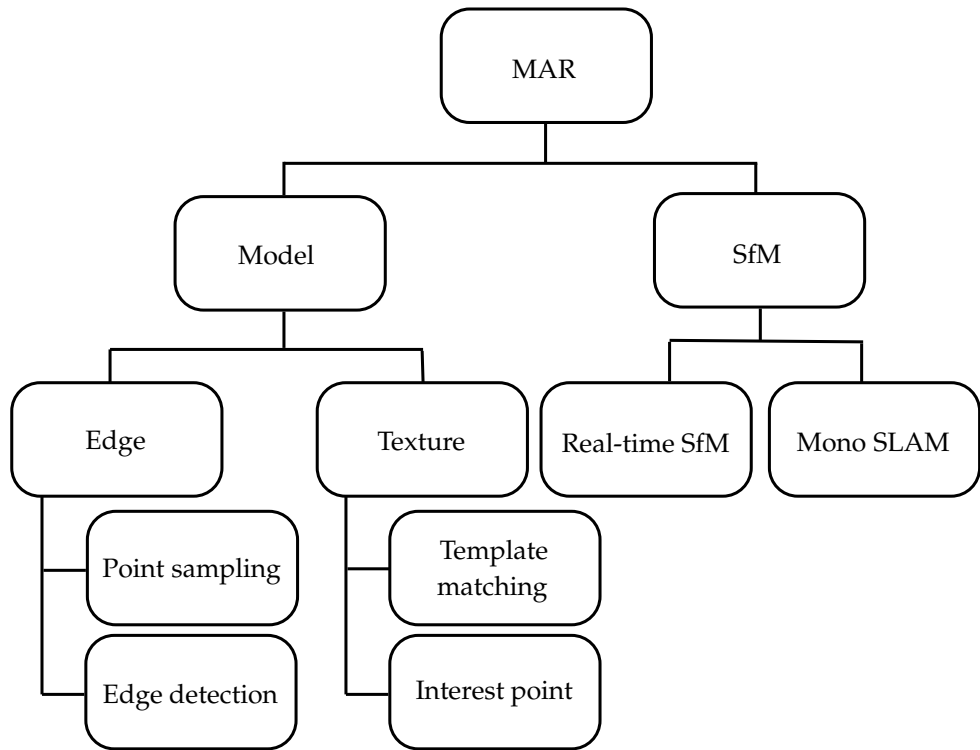 MAR
Model
SfM
Edge
Texture
Real-time SfM
Mono SLAM
Point sampling
Template
matching
Edge detection
Interest point